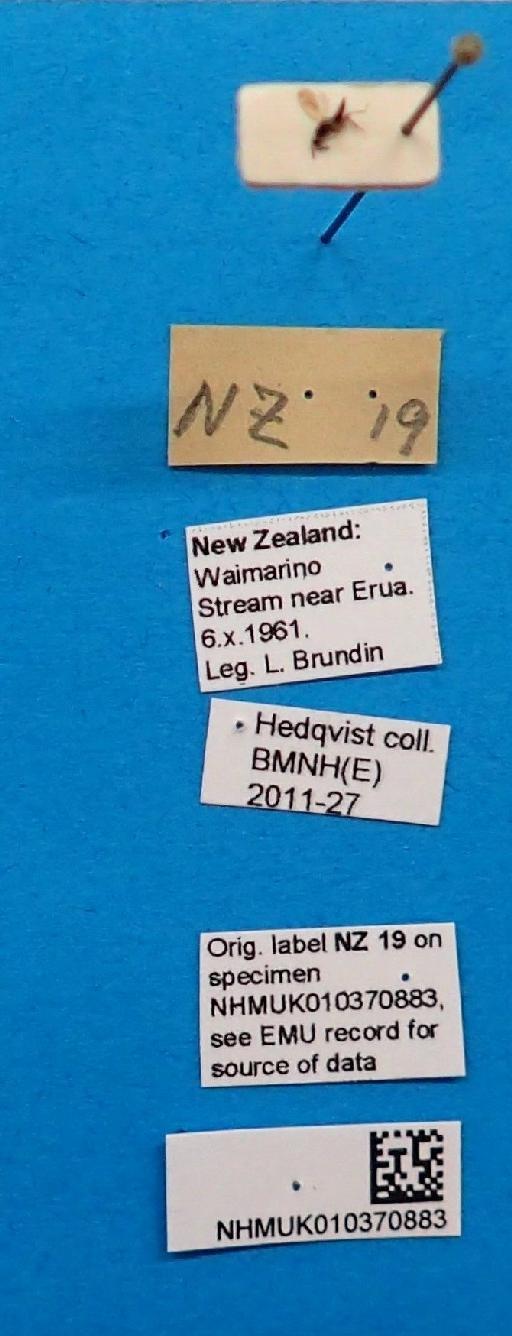 NZ 19
New Zealand:
Waimarino
Stream near Erua.
6.x.1961.
Leg. L. Brundin
Hedqvist coll.
BMNH(E)
2011-27
Orig. label NZ 19 on
specimen
NHMUK010370883,
see EMU record for
source of data
NHMUK010370883